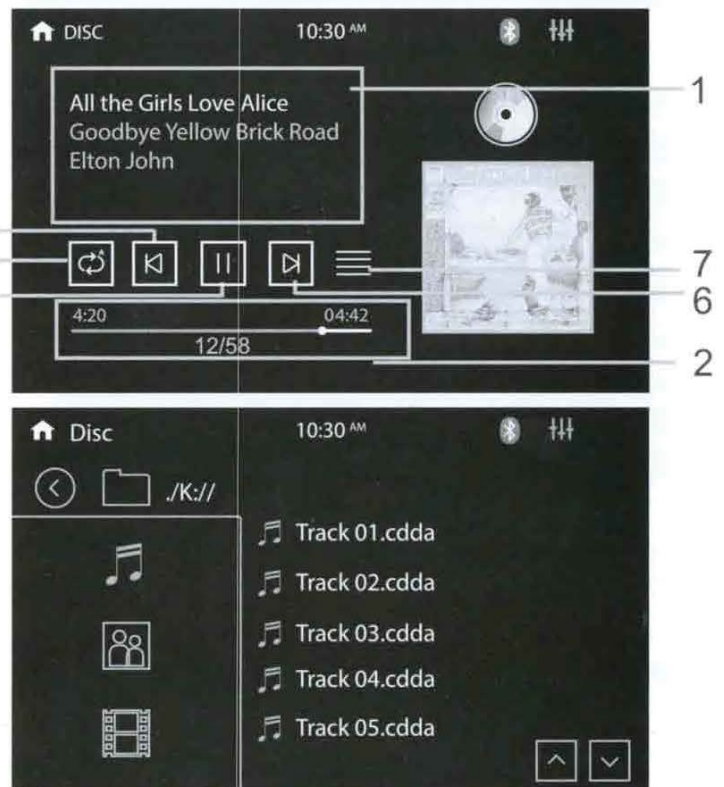 DISC 10:30 AM
All the Girls Love Alice
Goodbye Yellow Brick Road
Elton John
1
7
6
4:20 04:42
12/58
2
Disc 10:30 AM
./K://
Track 01.cdda
Track 02.cdda
Track 03.cdda
Track 04.cdda
Track 05.cdda